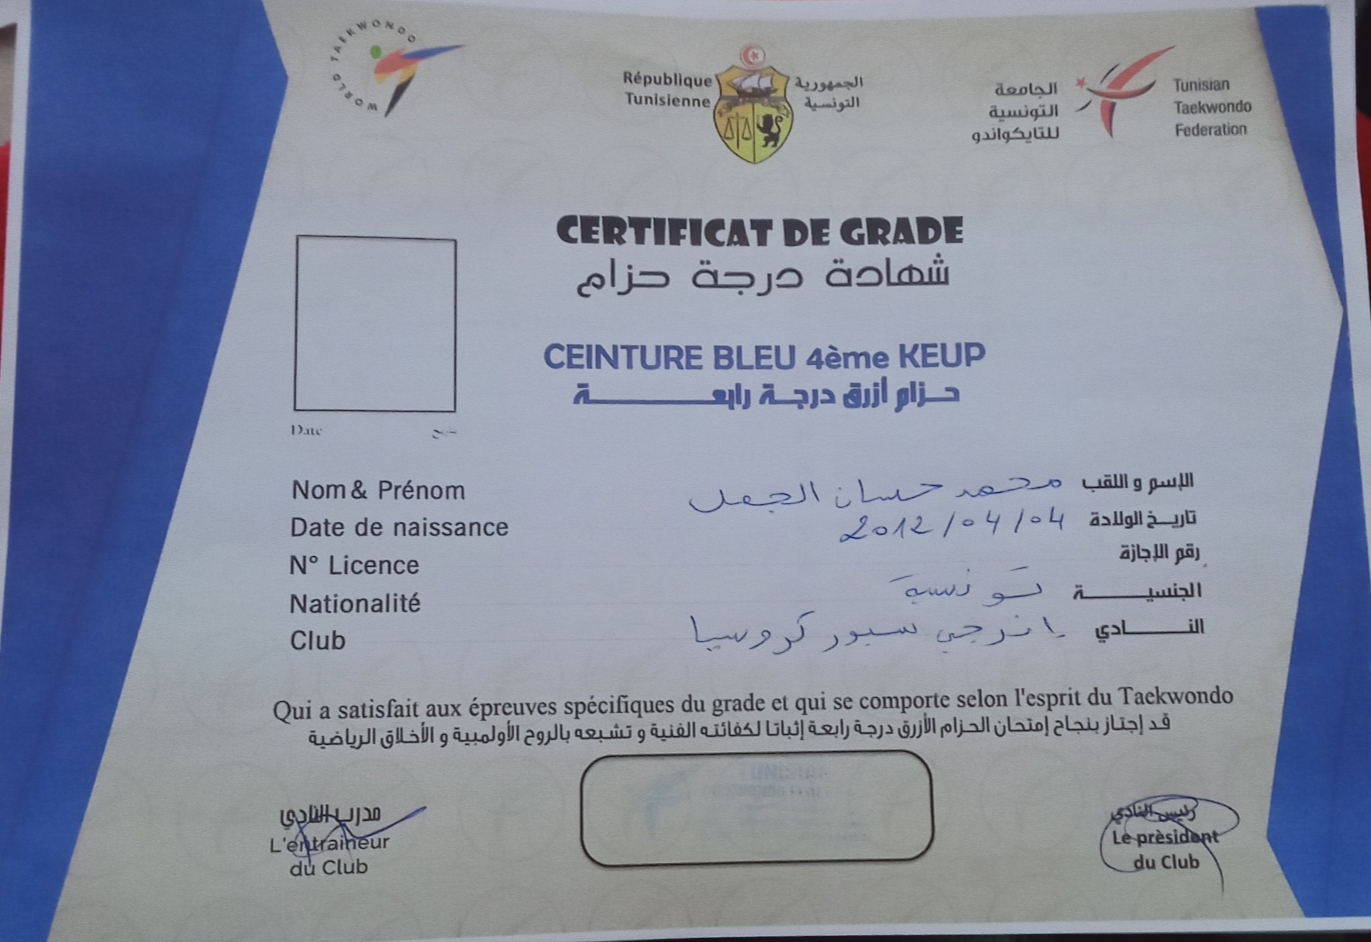 WORLD TAEKWONDO
République Tunisienne
الجمهورية التونسية
الجامعة التونسية للتايكواندو
Tunisian Taekwondo Federation
CERTIFICAT DE GRADE
شهادة درجة حزام
CEINTURE BLEU 4ème KEUP
حزام أزرق درجة رابعة
Date
Nom & Prénom محمد حسان الجمل الإسم و اللقب
Date de naissance 2012/04/04 تاريخ الولادة
N° Licence رقم الإجازة
Nationalité تونسية الجنسية
Club انرجي سبور كروسيا النادي
Qui a satisfait aux épreuves spécifiques du grade et qui se comporte selon l'esprit du Taekwondo
قد إجتاز بنجاح إمتحان الحزام الأزرق درجة رابعة إثباتا لكفائته الفنية و تشبعه بالروح الأولمبية و الأخلاق الرياضية
مدرب النادي
L'entraineur
du Club
رئيس النادي
Le prèsident
du Club